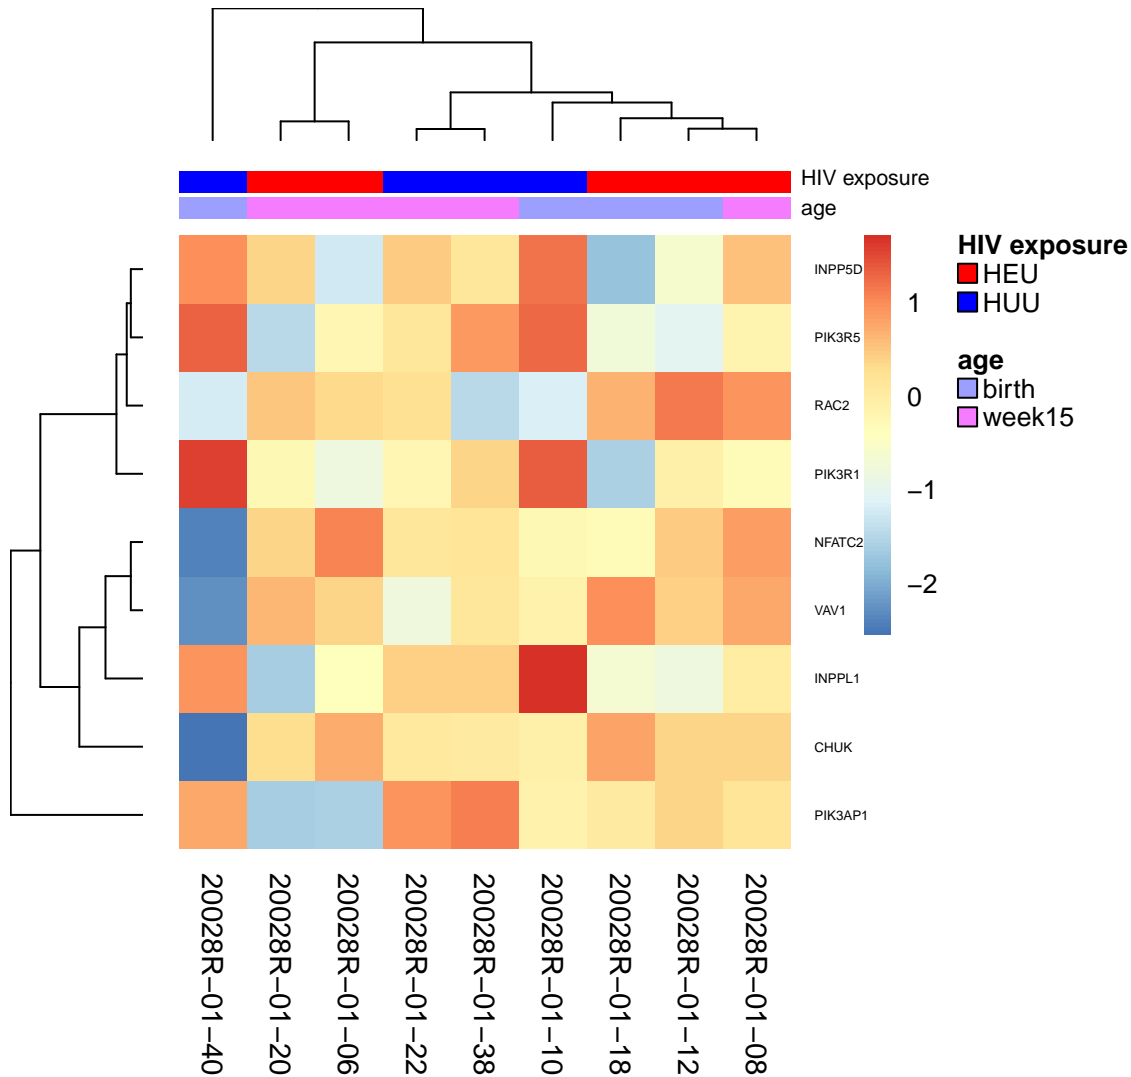 HIV exposure
age
INPP5D
PIK3R5
RAC2
PIK3R1
NFATC2
VAV1
INPPL1
CHUK
PIK3AP1
1
0
−1
−2
HIV exposure
HEU
HUU
age
birth
week15
20028R−01−40
20028R−01−20
20028R−01−06
20028R−01−22
20028R−01−38
20028R−01−10
20028R−01−18
20028R−01−12
20028R−01−08